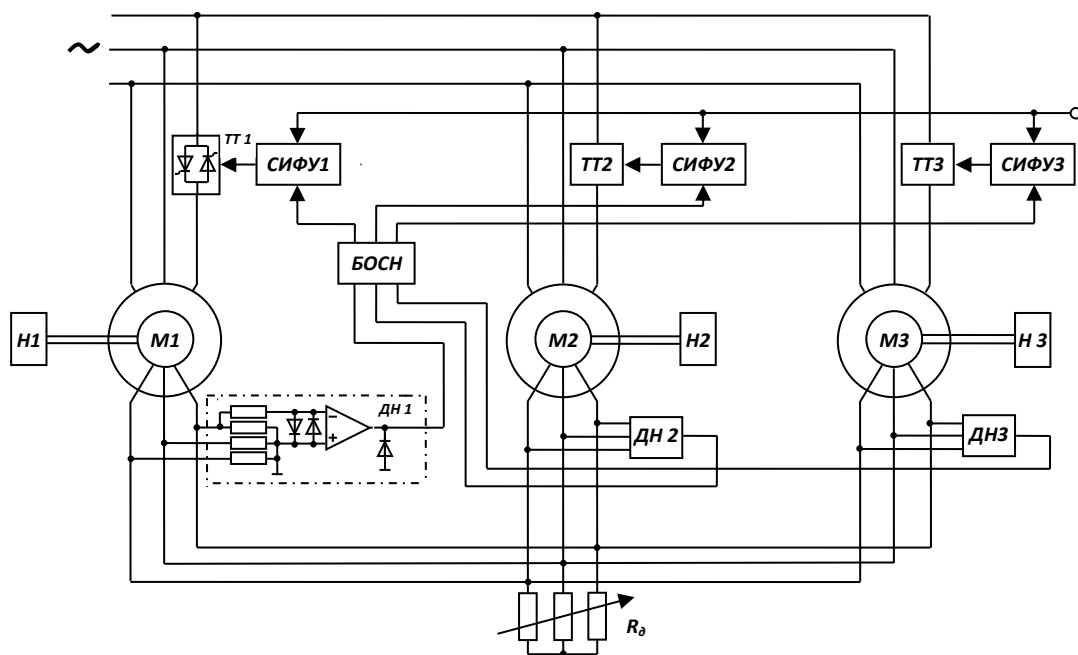 ~
ТТ 1
СИФУ1
ТТ2
СИФУ2
ТТ3
СИФУ3
БОСН
Н1
М1
М2
Н2
М3
Н 3
ДН 1
−
+
ДН 2
ДН3
Rд